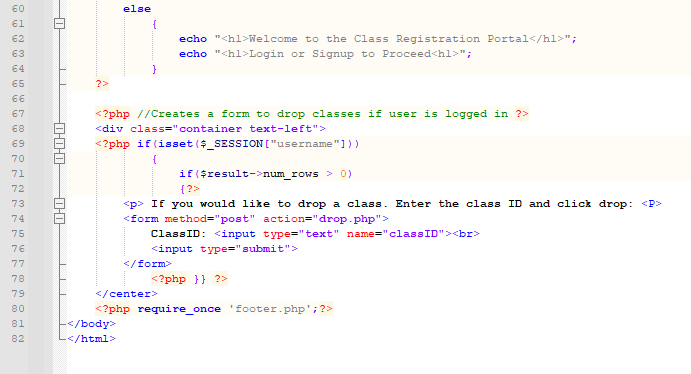 60 else
61 {
62 echo "<h1>Welcome to the Class Registration Portal</h1>";
63 echo "<h1>Login or Signup to Proceed<h1>";
64 }
65 ?>
66
67 <?php //Creates a form to drop classes if user is logged in ?>
68 <div class="container text-left">
69 <?php if(isset($_SESSION["username"]))
70 {
71 if($result->num_rows > 0)
72 {?>
73 <p> If you would like to drop a class. Enter the class ID and click drop: <P>
74 <form method="post" action="drop.php">
75 ClassID: <input type="text" name="classID"><br>
76 <input type="submit">
77 </form>
78 <?php }} ?>
79 </center>
80 <?php require_once 'footer.php';?>
81 </body>
82 </html>